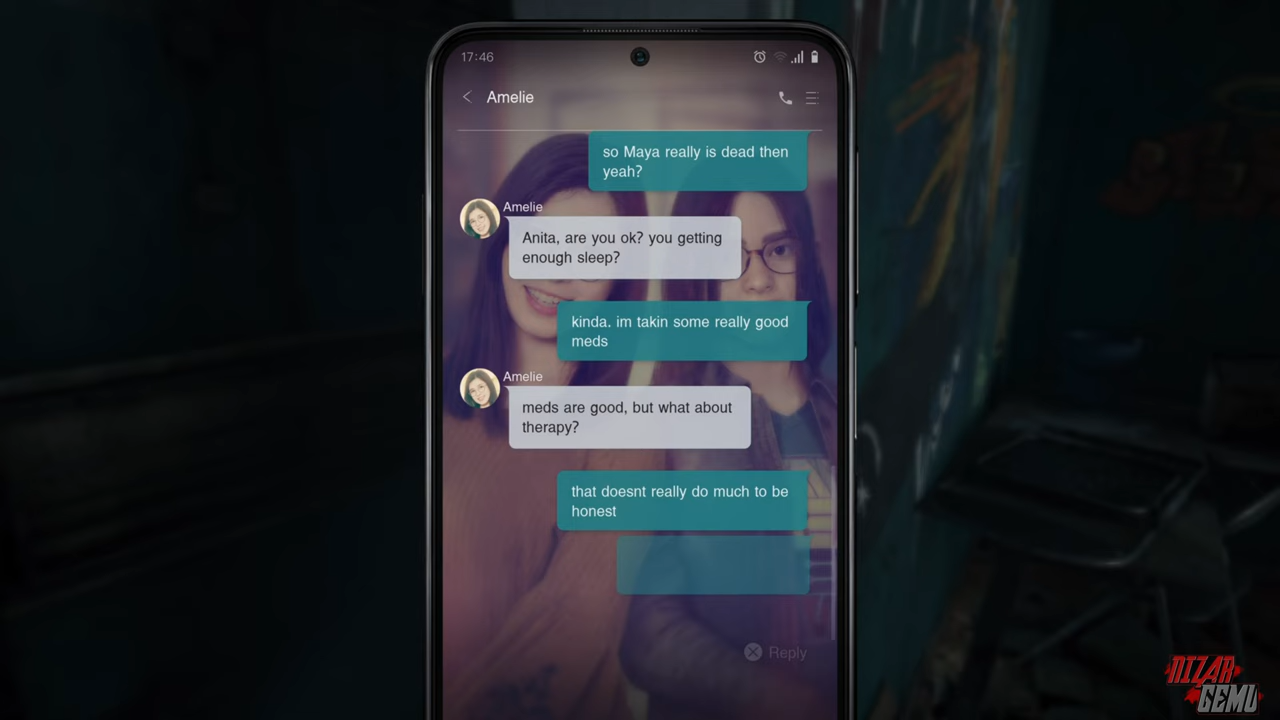 17:46
Amelie
so Maya really is dead then
yeah?
Amelie
Anita, are you ok? you getting
enough sleep?
kinda. im takin some really good
meds
Amelie
meds are good, but what about
therapy?
that doesnt really do much to be
honest
Reply
NIZAR
GEMU